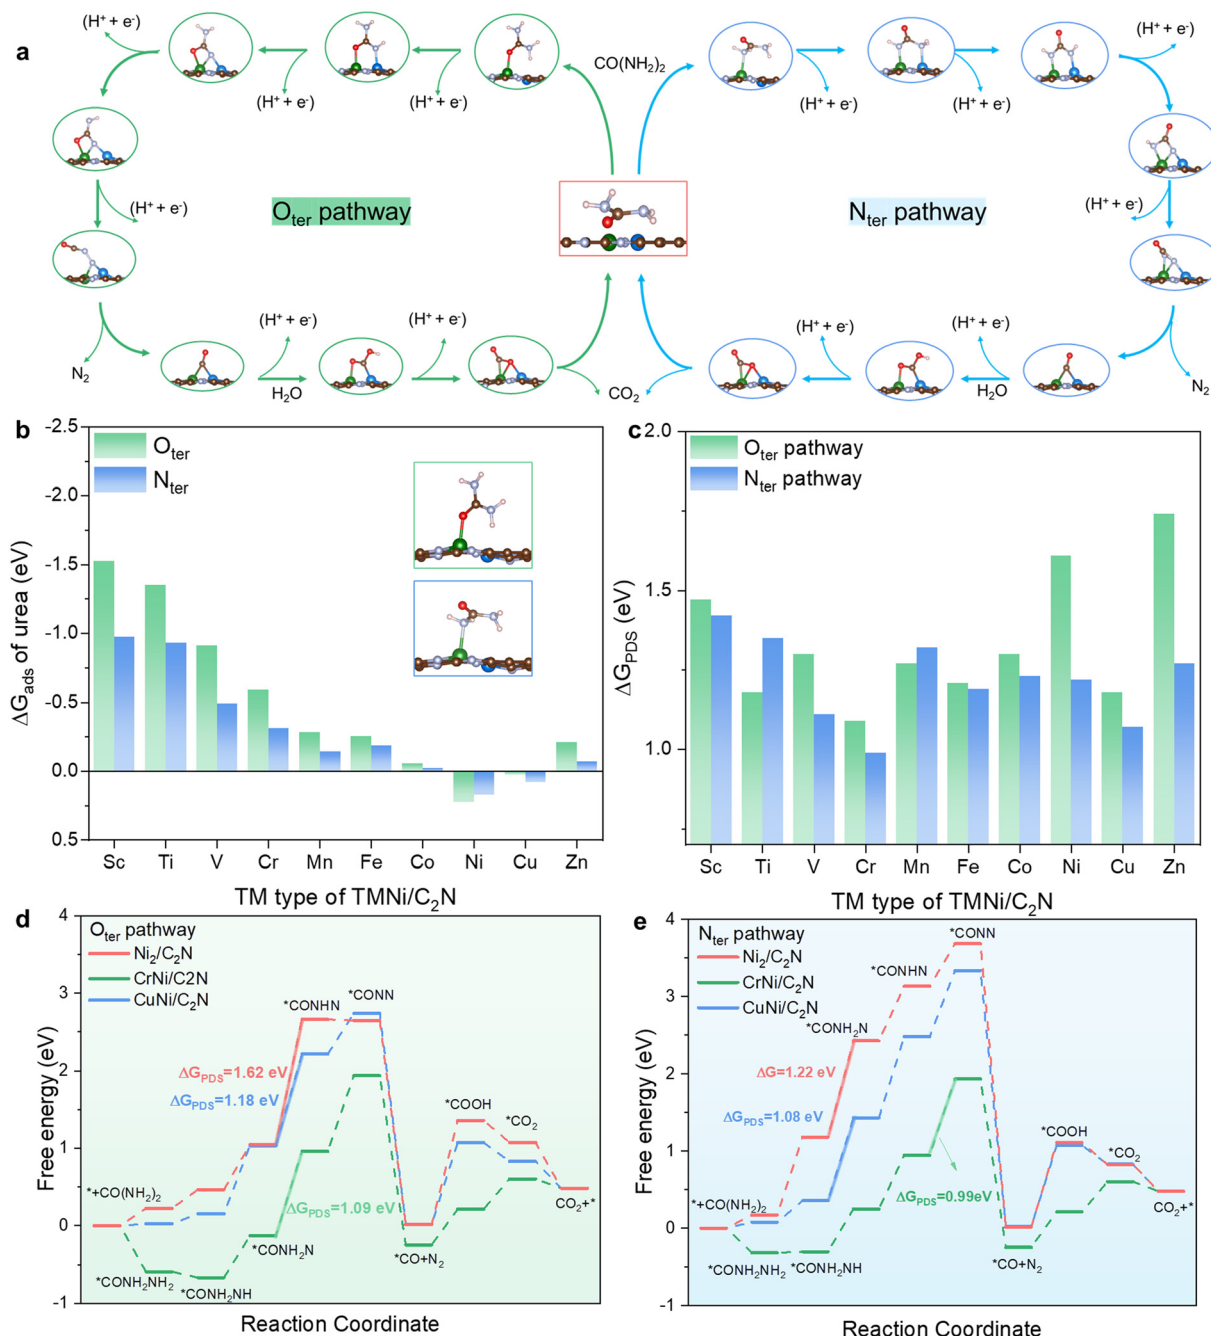 a
(H⁺ + e⁻)
(H⁺ + e⁻)
(H⁺ + e⁻)
CO(NH₂)₂
(H⁺ + e⁻)
(H⁺ + e⁻)
(H⁺ + e⁻)
(H⁺ + e⁻)
Oter pathway
Nter pathway
(H⁺ + e⁻)
N₂
(H⁺ + e⁻)
H₂O
(H⁺ + e⁻)
CO₂
(H⁺ + e⁻)
(H⁺ + e⁻)
H₂O
N₂
b
-2.5
-2.0
-1.5
-1.0
-0.5
0.0
0.5
ΔGads of urea (eV)
Oter
Nter
Sc Ti V Cr Mn Fe Co Ni Cu Zn
TM type of TMNi/C₂N
c
2.0
1.5
1.0
ΔGPDS (eV)
Oter pathway
Nter pathway
Sc Ti V Cr Mn Fe Co Ni Cu Zn
TM type of TMNi/C₂N
d
4
3
2
1
0
-1
Free energy (eV)
Oter pathway
Ni₂/C₂N
CrNi/C2N
CuNi/C₂N
*CONHN
*CONN
ΔGPDS=1.62 eV
ΔGPDS=1.18 eV
*COOH
*CO₂
*+CO(NH₂)₂
ΔGPDS=1.09 eV
CO₂+*
*CONH₂N
*CO+N₂
*CONH₂NH₂
*CONH₂NH
Reaction Coordinate
e
4
3
2
1
0
-1
Free energy (eV)
Nter pathway
Ni₂/C₂N
CrNi/C₂N
CuNi/C₂N
*CONN
*CONHN
*CONH₂N
ΔG=1.22 eV
ΔGPDS=1.08 eV
*COOH
*CO₂
*+CO(NH₂)₂
ΔGPDS=0.99eV
CO₂+*
*CONH₂NH₂
*CONH₂NH
*CO+N₂
Reaction Coordinate